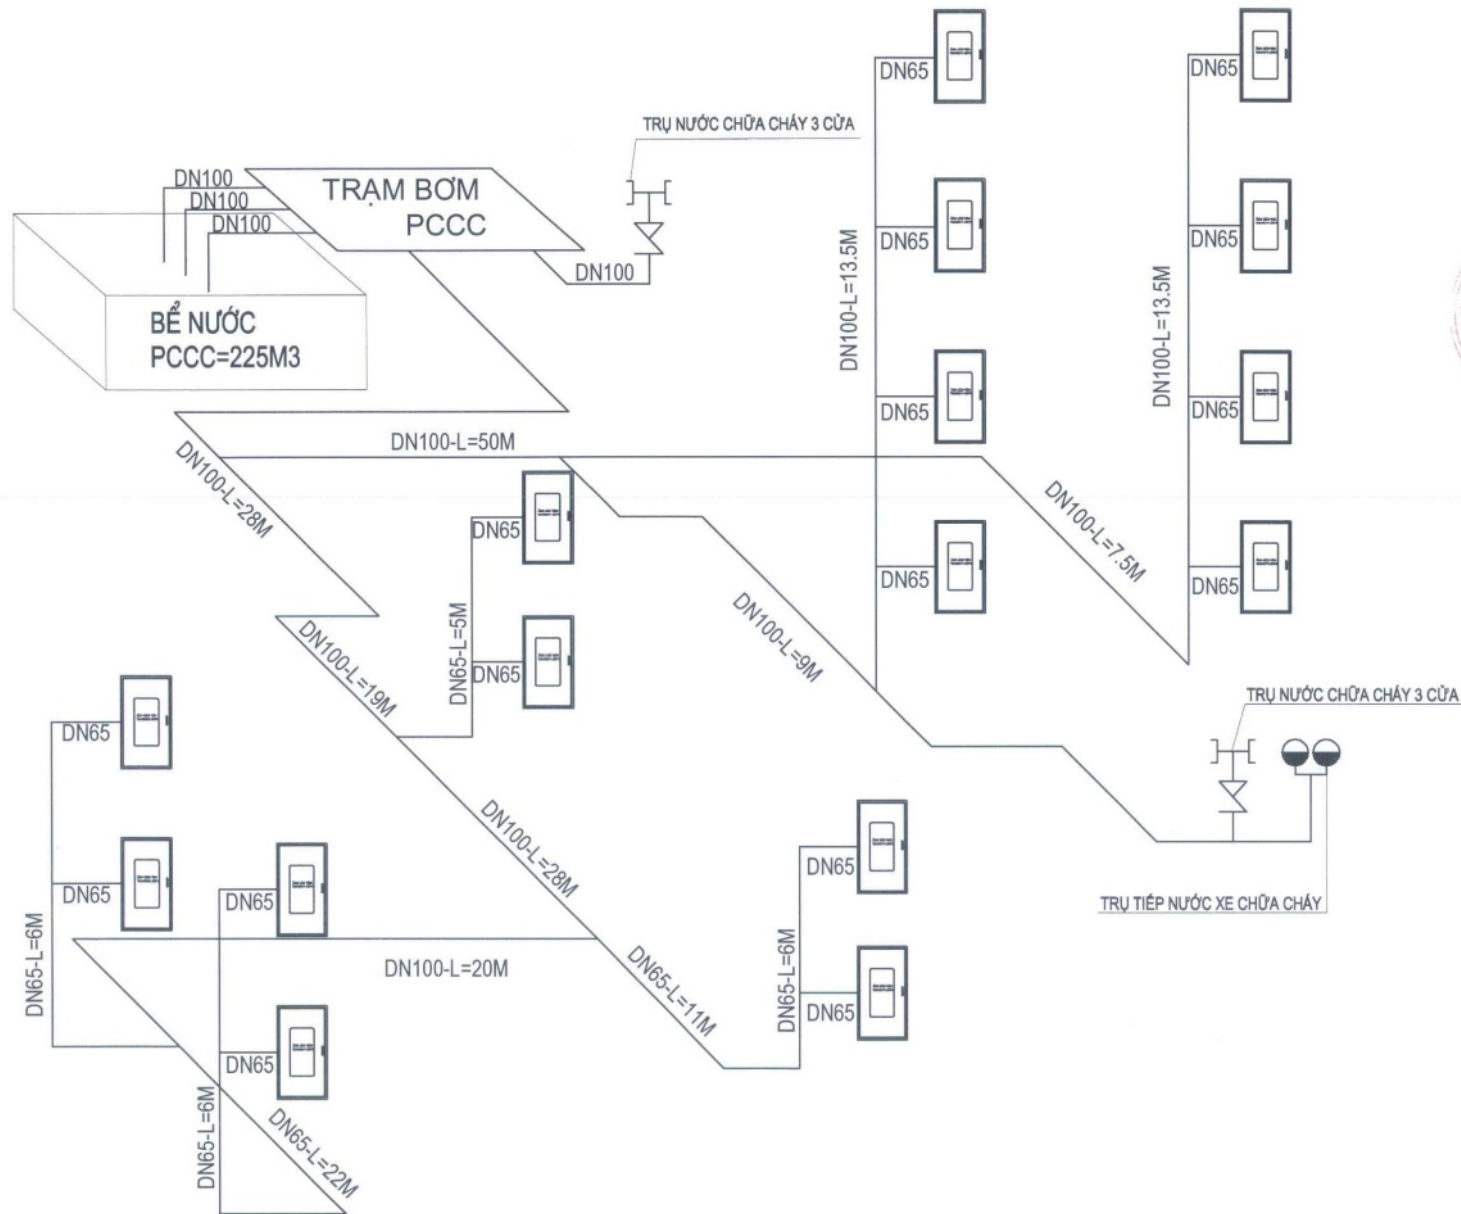 DN65
DN65
TRỤ NƯỚC CHỮA CHÁY 3 CỬA
DN100
DN100
DN100
TRẠM BƠM
PCCC
DN65
DN65
DN100
DN100-L=13.5M
DN100-L=13.5M
BỂ NƯỚC
PCCC=225M3
DN65
DN65
DN100-L=50M
DN100-L=28M
DN65
DN100-L=7.5M
DN65
DN65
DN65-L=5M
DN100-L=9M
DN100-L=19M
DN65
TRỤ NƯỚC CHỮA CHÁY 3 CỬA
DN65
DN100-L=28M
DN65
DN65
DN65
TRỤ TIẾP NƯỚC XE CHỮA CHÁY
DN65-L=6M
DN100-L=20M
DN65-L=11M
DN65-L=6M
DN65
DN65
DN65-L=6M
DN65-L=22M